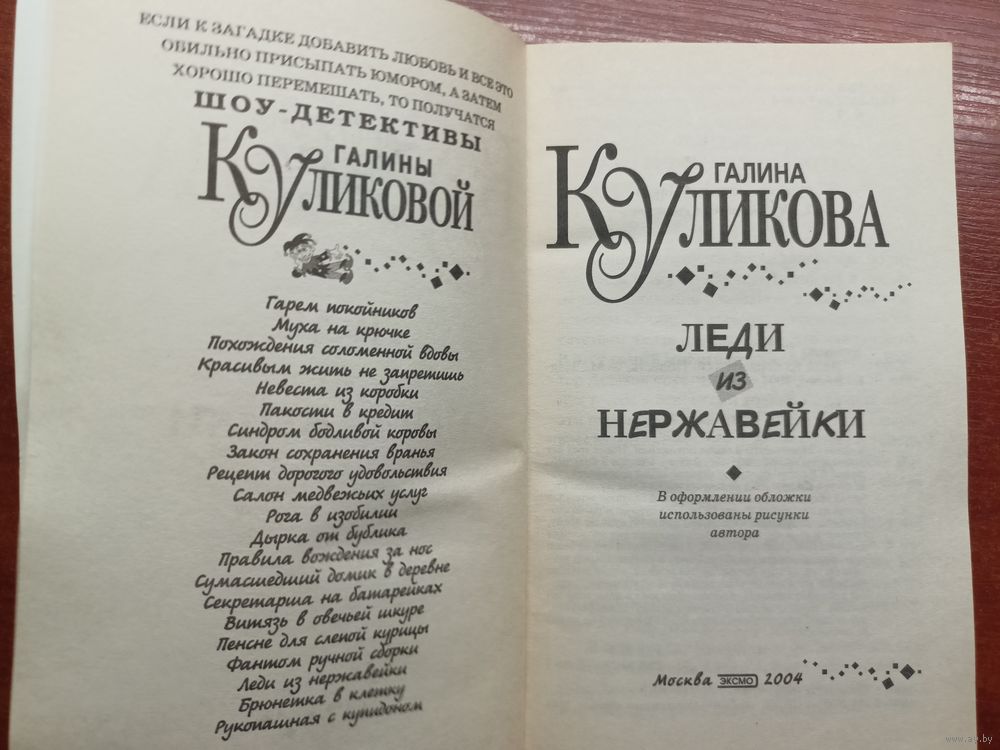 ЕСЛИ К ЗАГАДКЕ ДОБАВИТЬ ЛЮБОВЬ И ВСЕ ЭТО
ОБИЛЬНО ПРИСЫПАТЬ ЮМОРОМ, А ЗАТЕМ
ХОРОШО ПЕРЕМЕШАТЬ, ТО ПОЛУЧАТСЯ
ШОУ-ДЕТЕКТИВЫ
ГАЛИНЫ
КУЛИКОВОЙ
Гарем покойников
Муха на крючке
Похождения соломенной вдовы
Красивым жить не запретишь
Невеста из коробки
Пакости в кредит
Синдром бодливой коровы
Закон сохранения вранья
Рецепт дорогого удовольствия
Салон медвежьих услуг
Рога в изобилии
Дырка от бублика
Правила вождения за нос
Сумасшедший домик в деревне
Секретарша на батарейках
Витязь в овечьей шкуре
Пенсне для слепой курицы
Фантом ручной сборки
Леди из нержавейки
Брюнетка в клетку
Рукопашная с купидоном
ГАЛИНА
КУЛИКОВА
ЛЕДИ
ИЗ
НЕРЖАВЕЙКИ
В оформлении обложки
использованы рисунки
автора
Москва ЭКСМО 2004
www.ay.by